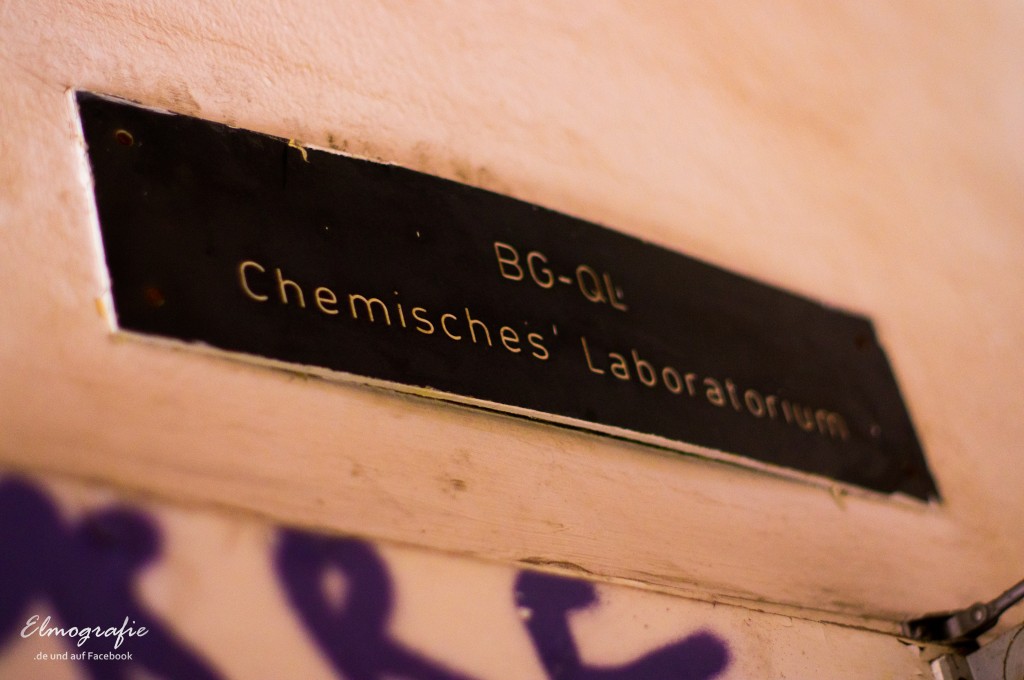 BG-QL
Chemisches Laboratorium
Elmografie
.de und auf Facebook